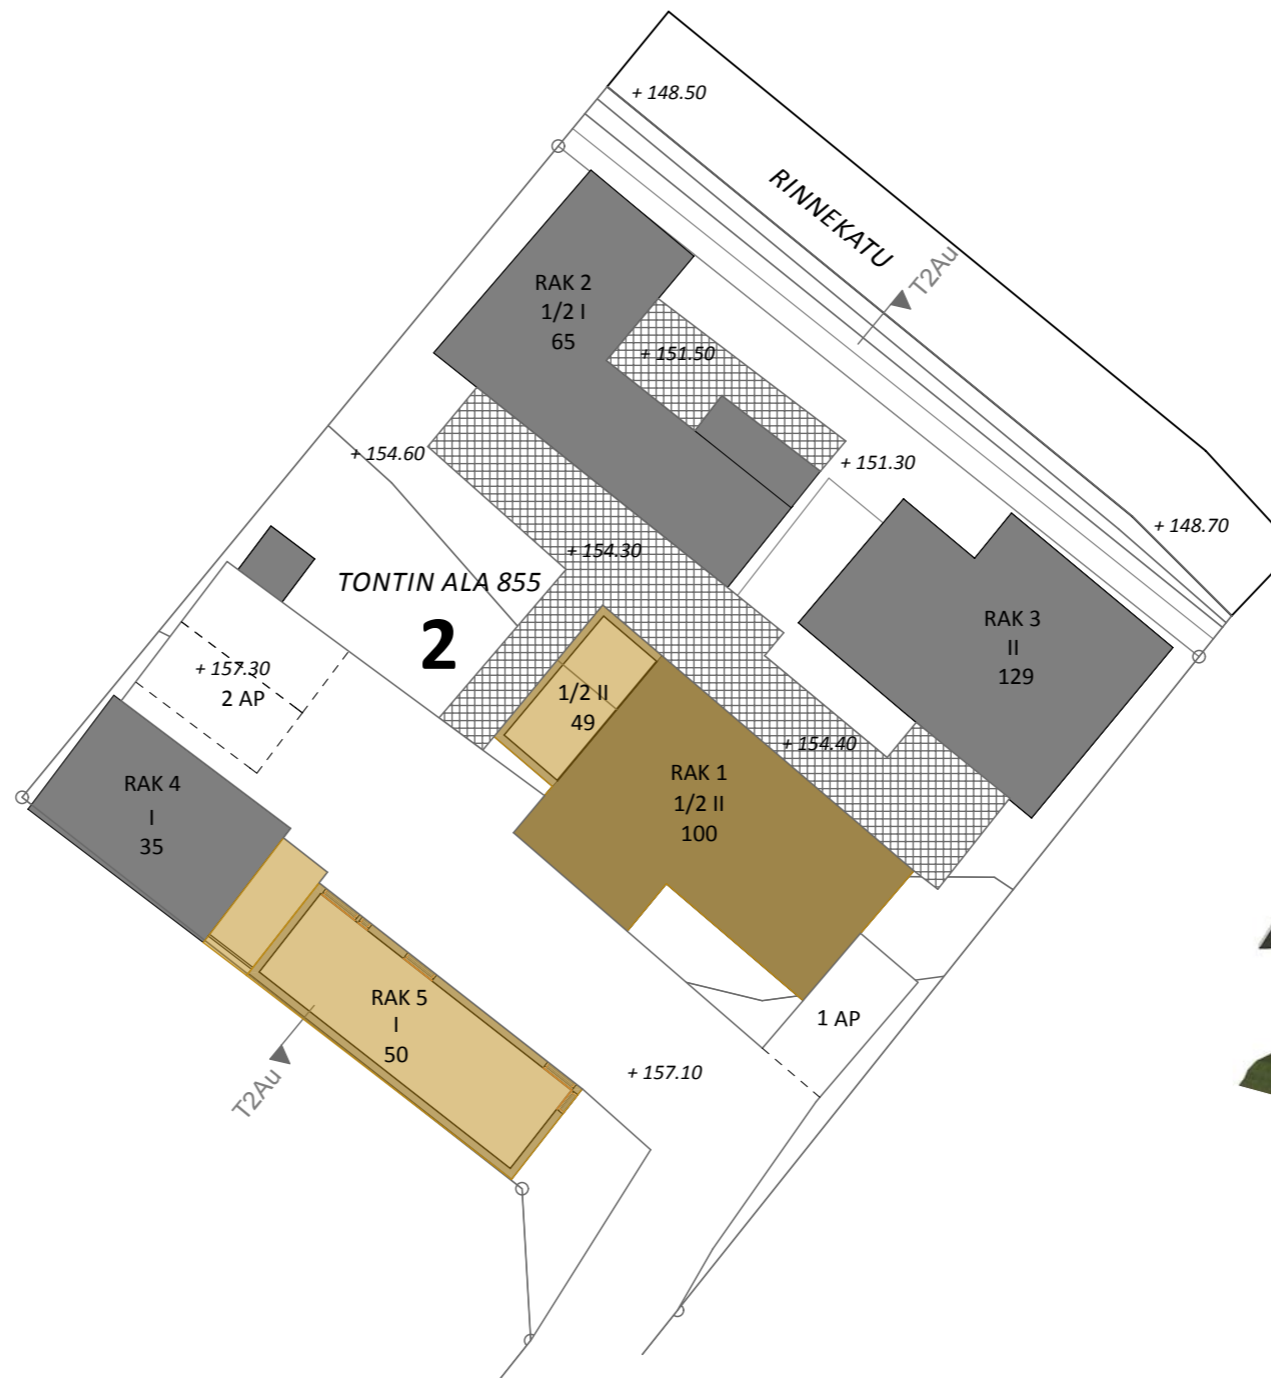 + 148.50
RINNEKATU
T2Au
RAK 2
1/2 I
65
+ 151.50
+ 154.60
+ 151.30
+ 148.70
+ 154.30
TONTIN ALA 855
2
RAK 3
II
129
+ 157.30
2 AP
1/2 II
49
+ 154.40
RAK 1
1/2 II
100
RAK 4
I
35
RAK 5
I
50
1 AP
+ 157.10
T2Au